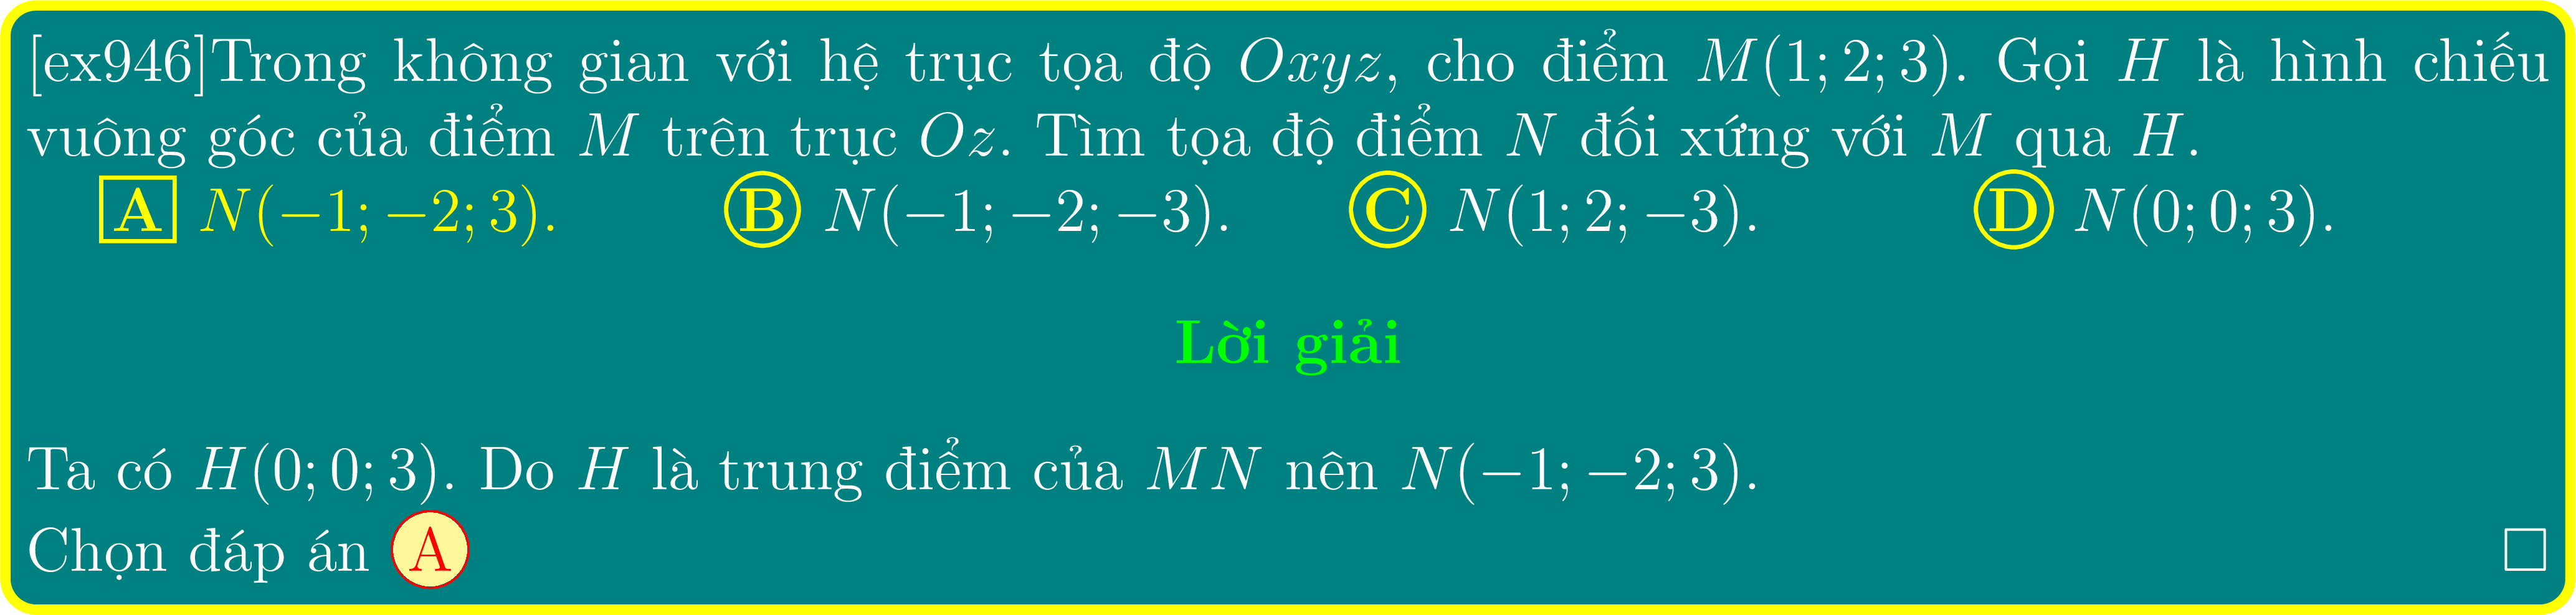 [ex946]Trong không gian với hệ trục tọa độ Oxyz, cho điểm M(1; 2; 3). Gọi H là hình chiếu
vuông góc của điểm M trên trục Oz. Tìm tọa độ điểm N đối xứng với M qua H.
A N(−1; −2; 3). B N(−1; −2; −3). C N(1; 2; −3). D N(0; 0; 3).
Lời giải
Ta có H(0; 0; 3). Do H là trung điểm của MN nên N(−1; −2; 3).
Chọn đáp án A □